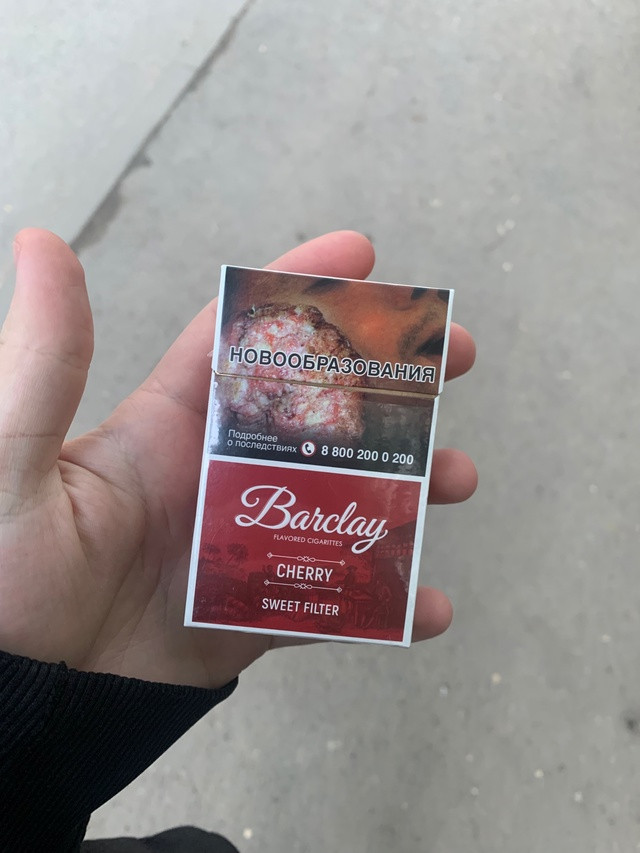 НОВООБРАЗОВАНИЯ
Подробнее
о последствиях 8 800 200 0 200
Barclay
FLAVORED CIGARITTES
CHERRY
SWEET FILTER